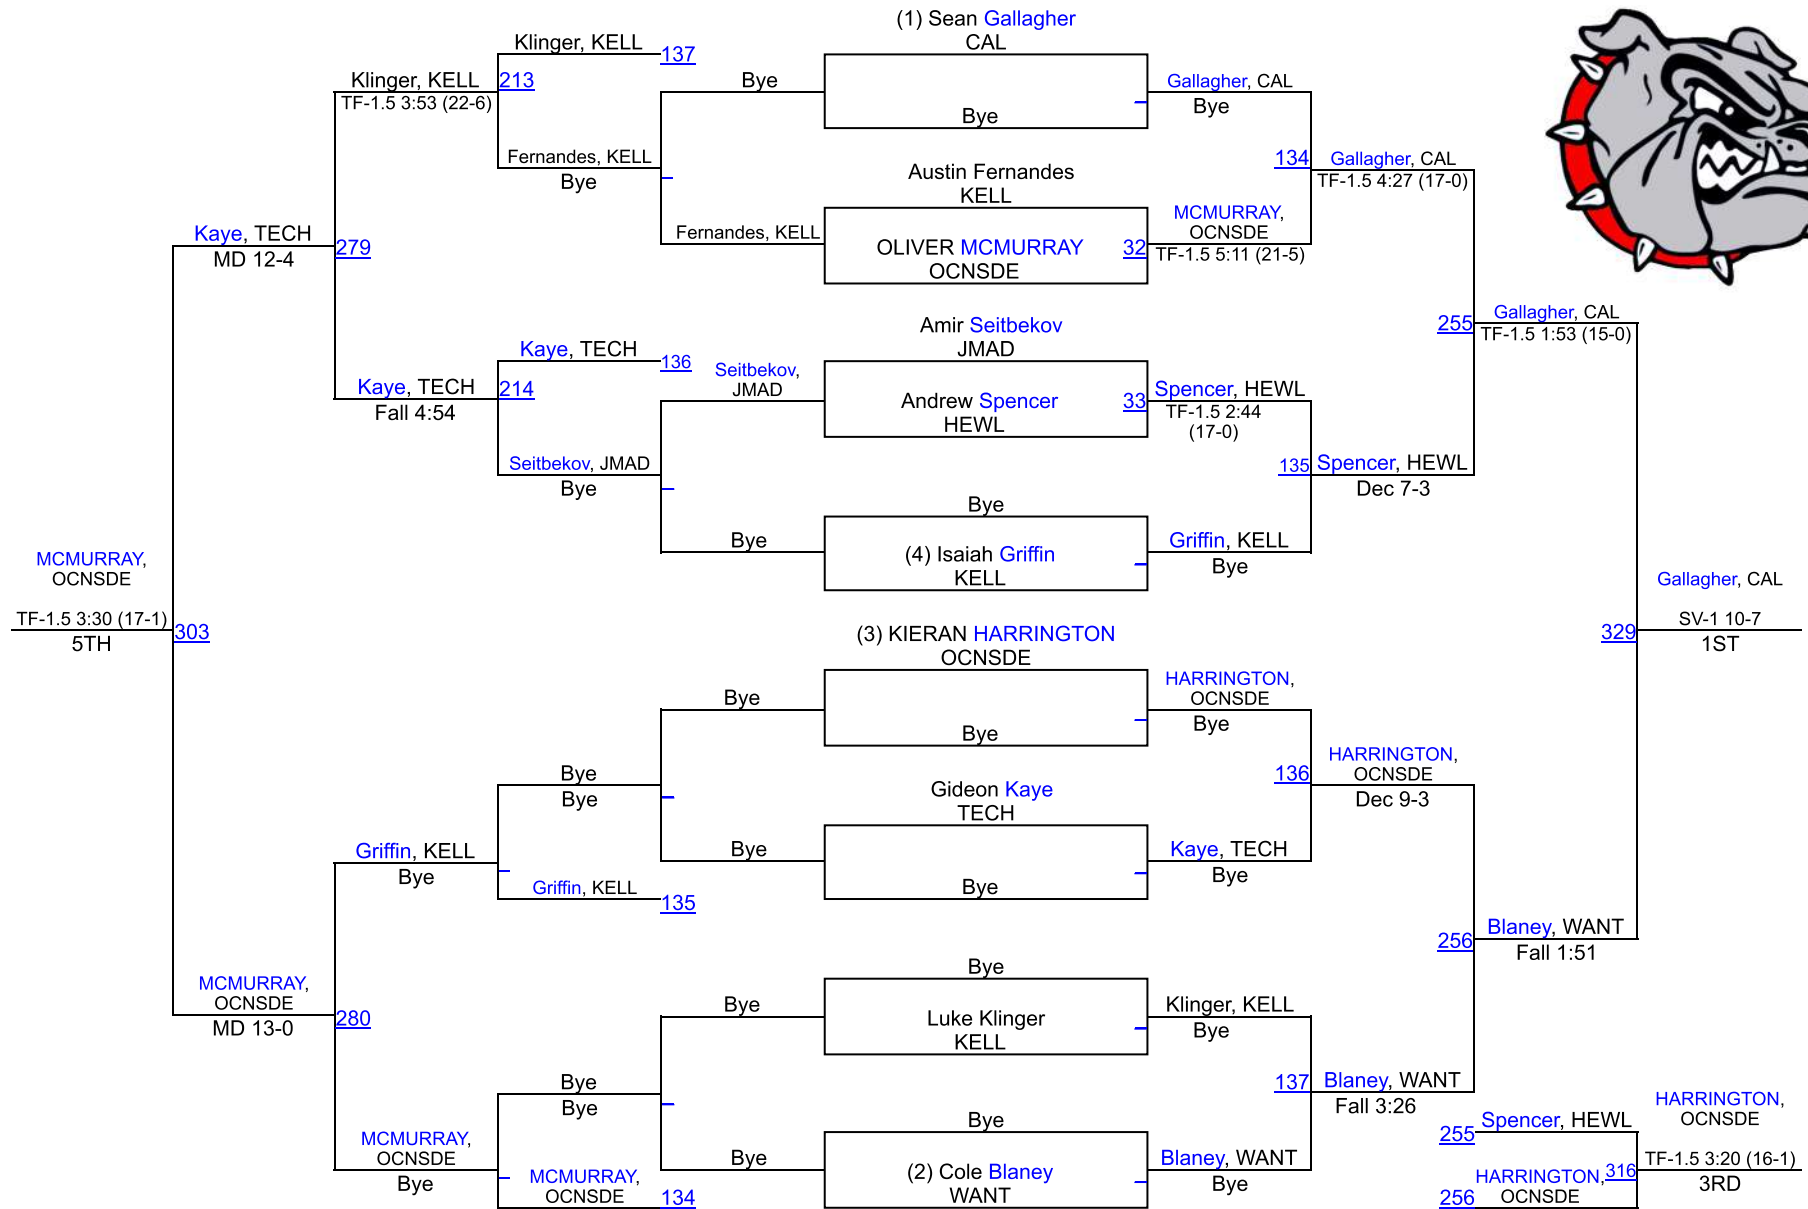 (1) Sean Gallagher
CAL
Bye
Austin Fernandes
KELL
OLIVER MCMURRAY
OCNSDE
32
Amir Seitbekov
JMAD
Andrew Spencer
HEWL
33
Bye
(4) Isaiah Griffin
KELL
(3) KIERAN HARRINGTON
OCNSDE
Bye
Gideon Kaye
TECH
Bye
Bye
Luke Klinger
KELL
Bye
(2) Cole Blaney
WANT
Gallagher, CAL
Bye
MCMURRAY,
OCNSDE
TF-1.5 5:11 (21-5)
Spencer, HEWL
TF-1.5 2:44
(17-0)
Griffin, KELL
Bye
HARRINGTON,
OCNSDE
Bye
Kaye, TECH
Bye
Klinger, KELL
Bye
Blaney, WANT
Bye
134
Gallagher, CAL
TF-1.5 4:27 (17-0)
135
Spencer, HEWL
Dec 7-3
136
HARRINGTON,
OCNSDE
Dec 9-3
137
Blaney, WANT
Fall 3:26
255
Gallagher, CAL
TF-1.5 1:53 (15-0)
256
Blaney, WANT
Fall 1:51
329
Gallagher, CAL
SV-1 10-7
1ST
255
Spencer, HEWL
256
HARRINGTON,
OCNSDE
316
HARRINGTON,
OCNSDE
TF-1.5 3:20 (16-1)
3RD
Bye
Fernandes, KELL
Seitbekov,
JMAD
Bye
Bye
Bye
Bye
Bye
Klinger, KELL
137
Fernandes, KELL
Bye
Kaye, TECH
136
Seitbekov, JMAD
Bye
Bye
Bye
Griffin, KELL
135
Bye
Bye
MCMURRAY,
OCNSDE
134
Klinger, KELL
TF-1.5 3:53 (22-6)
213
Kaye, TECH
Fall 4:54
214
Griffin, KELL
Bye
MCMURRAY,
OCNSDE
Bye
Kaye, TECH
MD 12-4
279
MCMURRAY,
OCNSDE
MD 13-0
280
MCMURRAY,
OCNSDE
TF-1.5 3:30 (17-1)
5TH
303